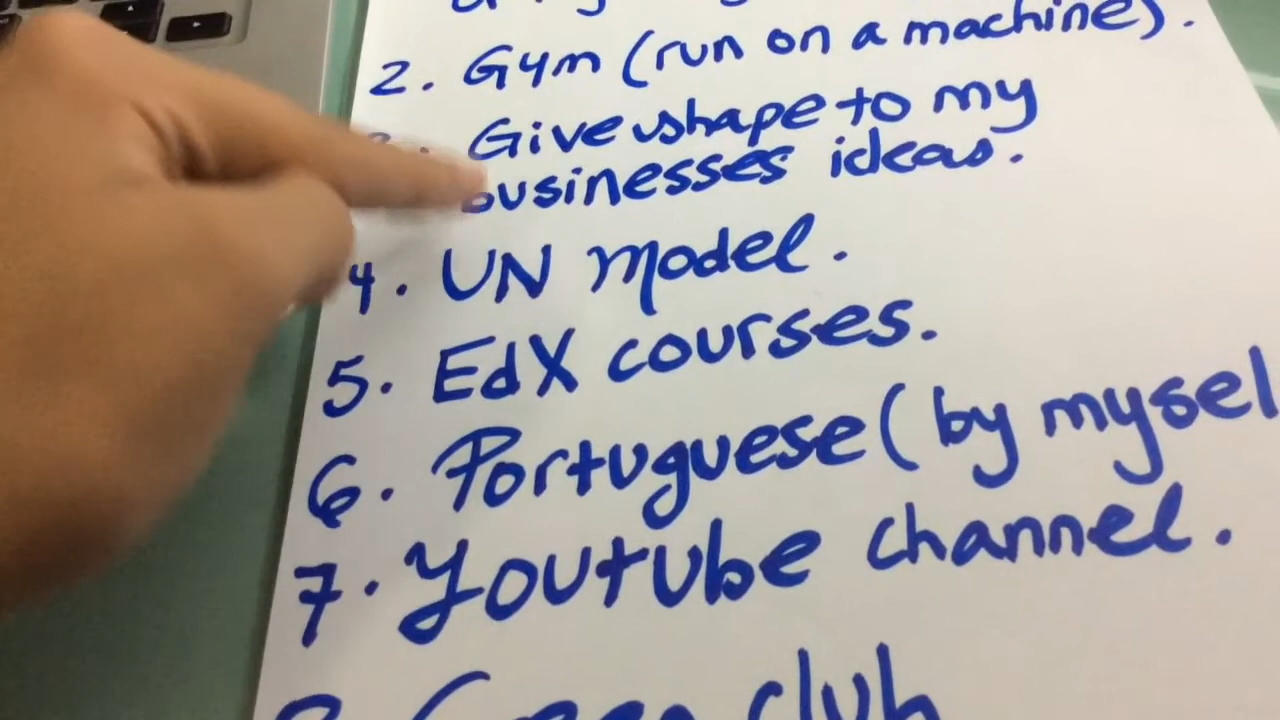 2. Gym (run on a machine).
Give shape to my
businesses ideas.
4. UN Model.
5. EdX courses.
6. Portuguese (by mysel
7. Youtube channel.
club